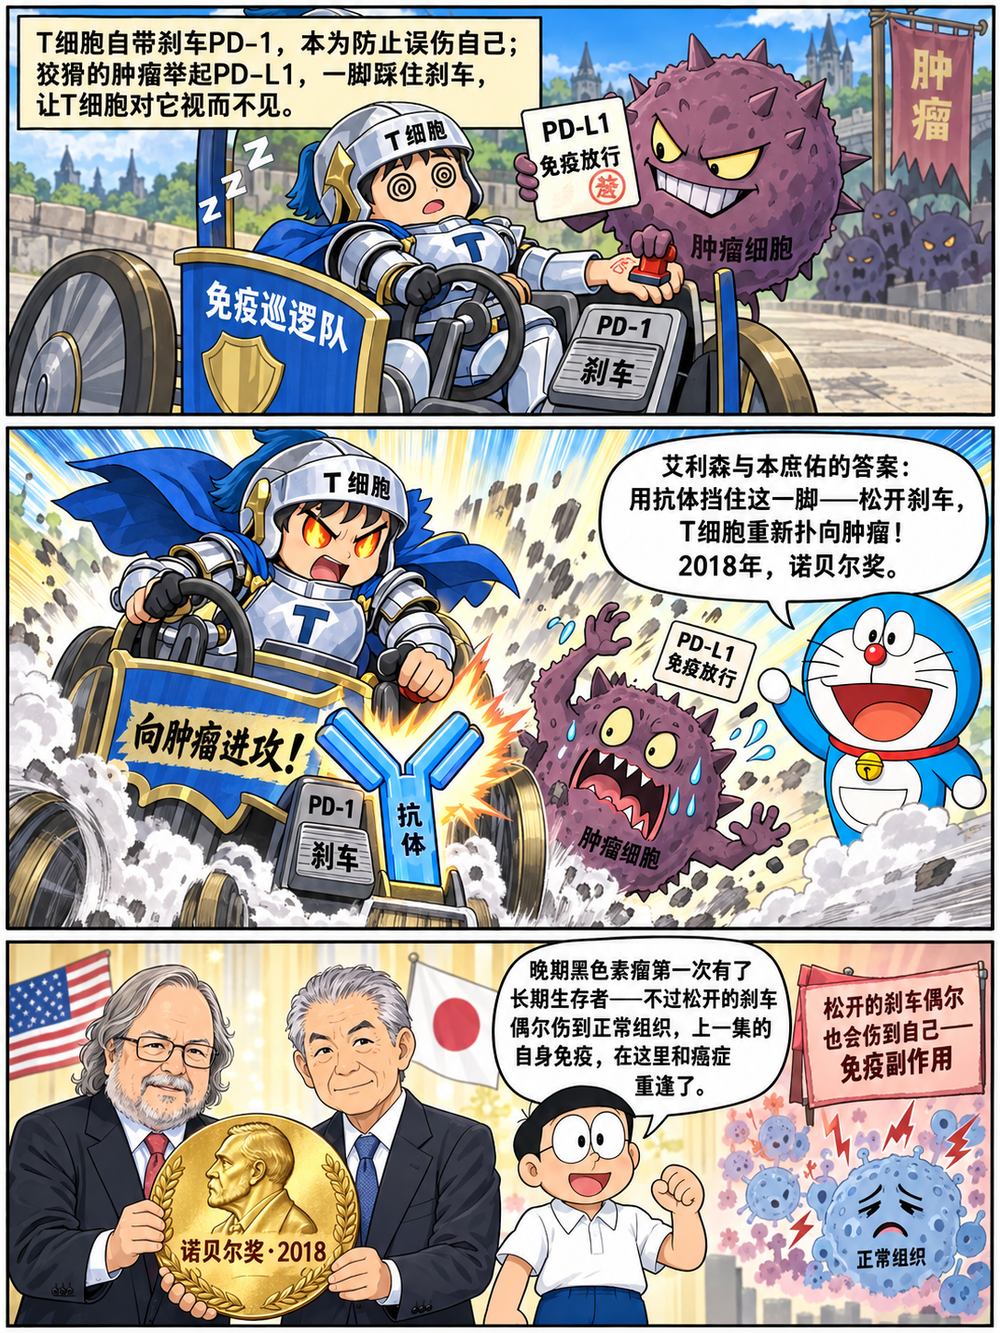 T细胞自带刹车PD-1，本为防止误伤自己；
狡猾的肿瘤举起PD-L1，一脚踩住刹车，
让T细胞对它视而不见。
肿瘤
T细胞
PD-L1
免疫放行
z
z
z
T
肿瘤细胞
免疫巡逻队
PD-1
刹车
艾利森与本庶佑的答案：
用抗体挡住这一脚——松开刹车，
T细胞重新扑向肿瘤！
2018年，诺贝尔奖。
T细胞
T
PD-L1
免疫放行
向肿瘤进攻！
PD-1
刹车
抗体
肿瘤细胞
晚期黑色素瘤第一次有了
长期生存者——不过松开的刹车
偶尔伤到正常组织，上一集的
自身免疫，在这里和癌症
重逢了。
松开的刹车偶尔
也会伤到自己——
免疫副作用
诺贝尔奖·2018
正常组织